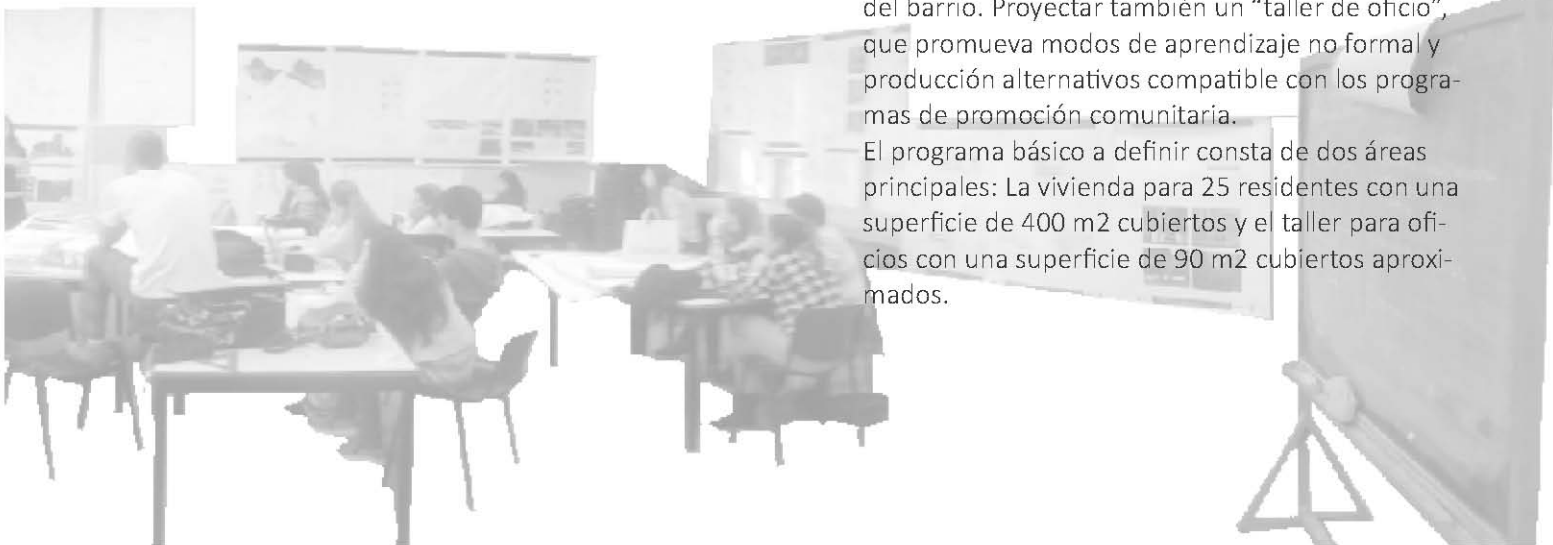 del barrio. Proyectar también un “taller de oficio”,
que promueva modos de aprendizaje no formal y
producción alternativos compatible con los progra-
mas de promoción comunitaria.
El programa básico a definir consta de dos áreas
principales: La vivienda para 25 residentes con una
superficie de 400 m2 cubiertos y el taller para ofi-
cios con una superficie de 90 m2 cubiertos aproxi-
mados.